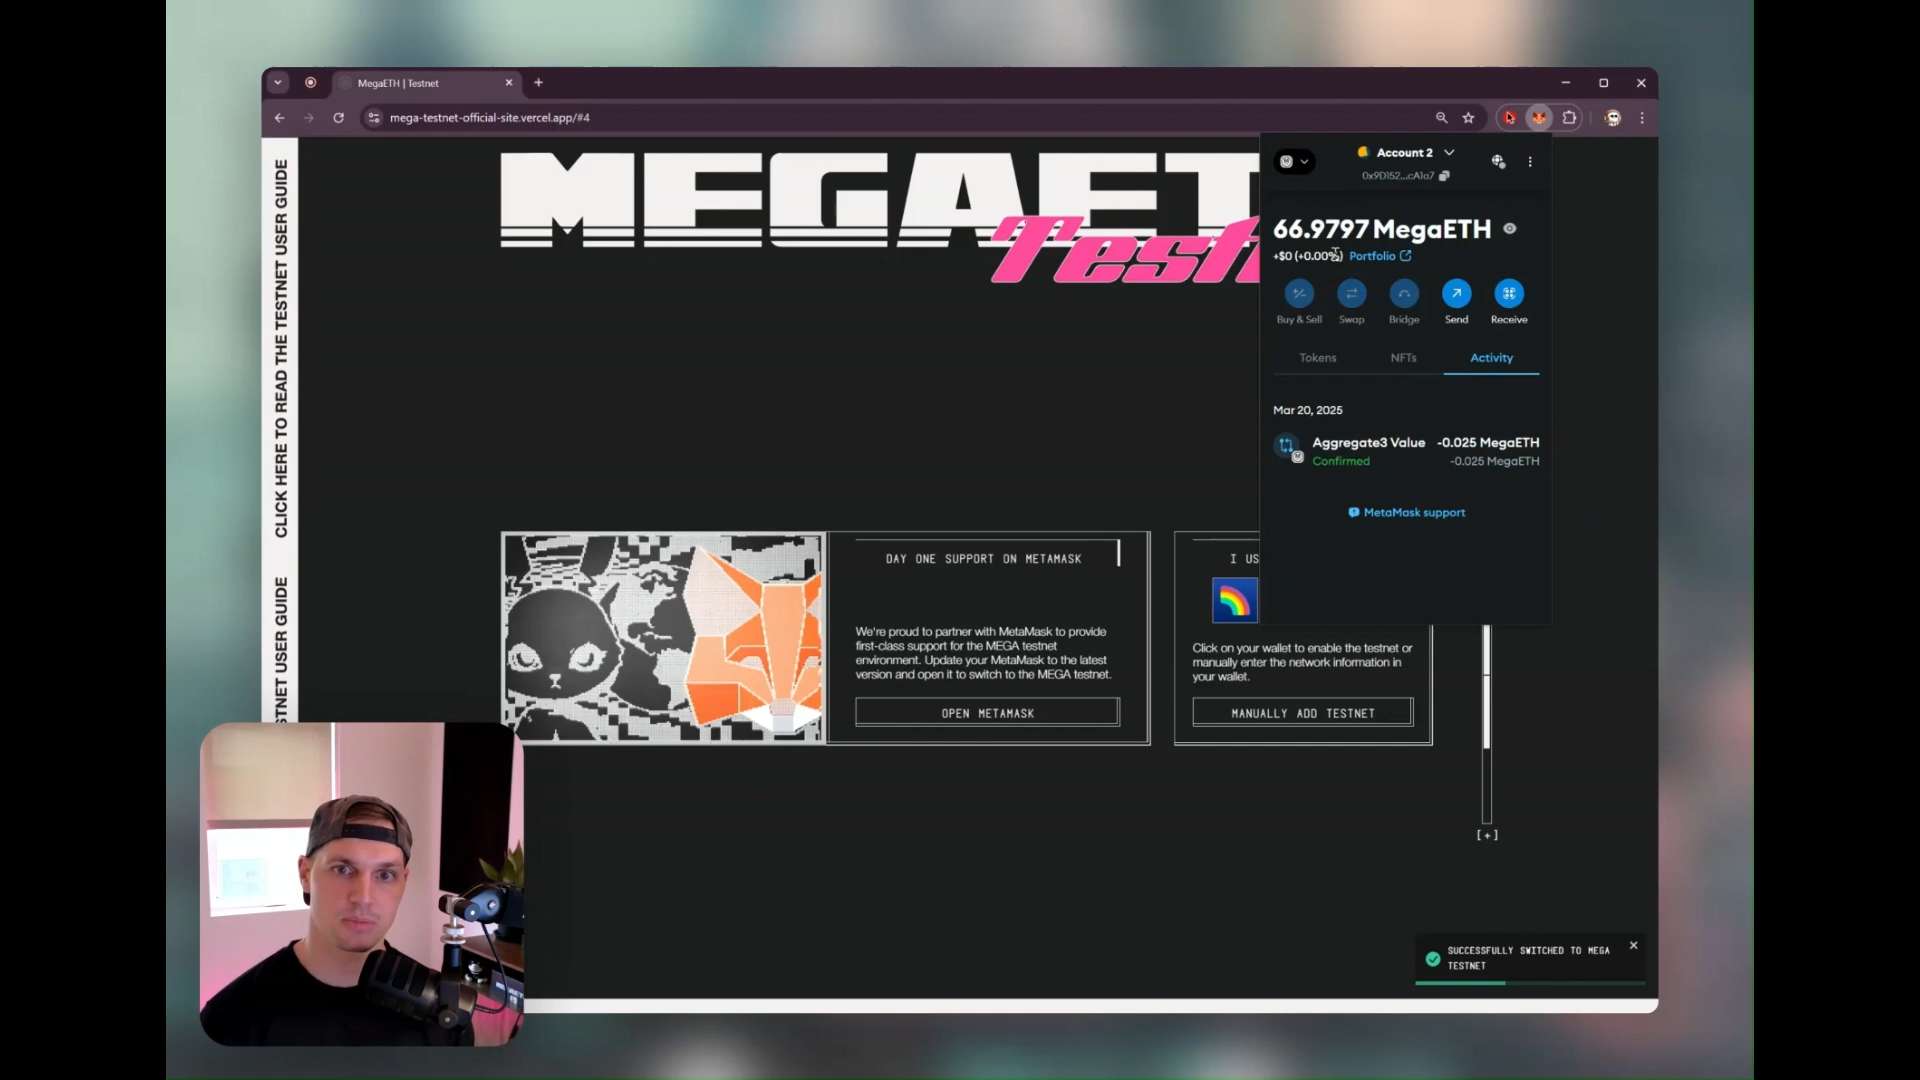 MegaETH | Testnet
mega-testnet-official-site.vercel.app/#4
CLICK HERE TO READ THE TESTNET USER GUIDE
STNET USER GUIDE
MEGAET
Test
Account 2
0x9D152...cA1a7
66.9797 MegaETH
+$0 (+0.00%) Portfolio
Buy & Sell Swap Bridge Send Receive
Tokens NFTs Activity
Mar 20, 2025
Aggregate3 Value -0.025 MegaETH
Confirmed -0.025 MegaETH
MetaMask support
DAY ONE SUPPORT ON METAMASK
We're proud to partner with MetaMask to provide
first-class support for the MEGA testnet
environment. Update your MetaMask to the latest
version and open it to switch to the MEGA testnet.
OPEN METAMASK
I US
Click on your wallet to enable the testnet or
manually enter the network information in
your wallet.
MANUALLY ADD TESTNET
[+]
SUCCESSFULLY SWITCHED TO MEGA
TESTNET